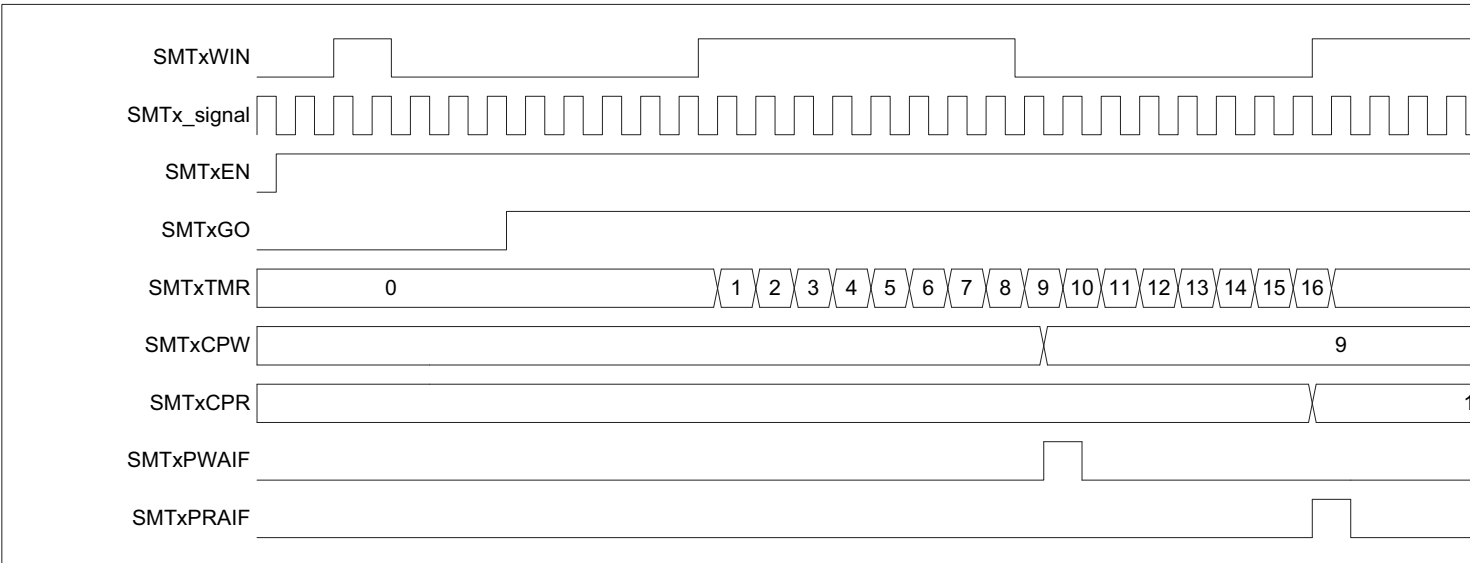 SMTxWIN
SMTx_signal
SMTxEN
SMTxGO
SMTxTMR 0 1 2 3 4 5 6 7 8 9 10 11 12 13 14 15 16
SMTxCPW 9
SMTxCPR
SMTxPWAIF
SMTxPRAIF